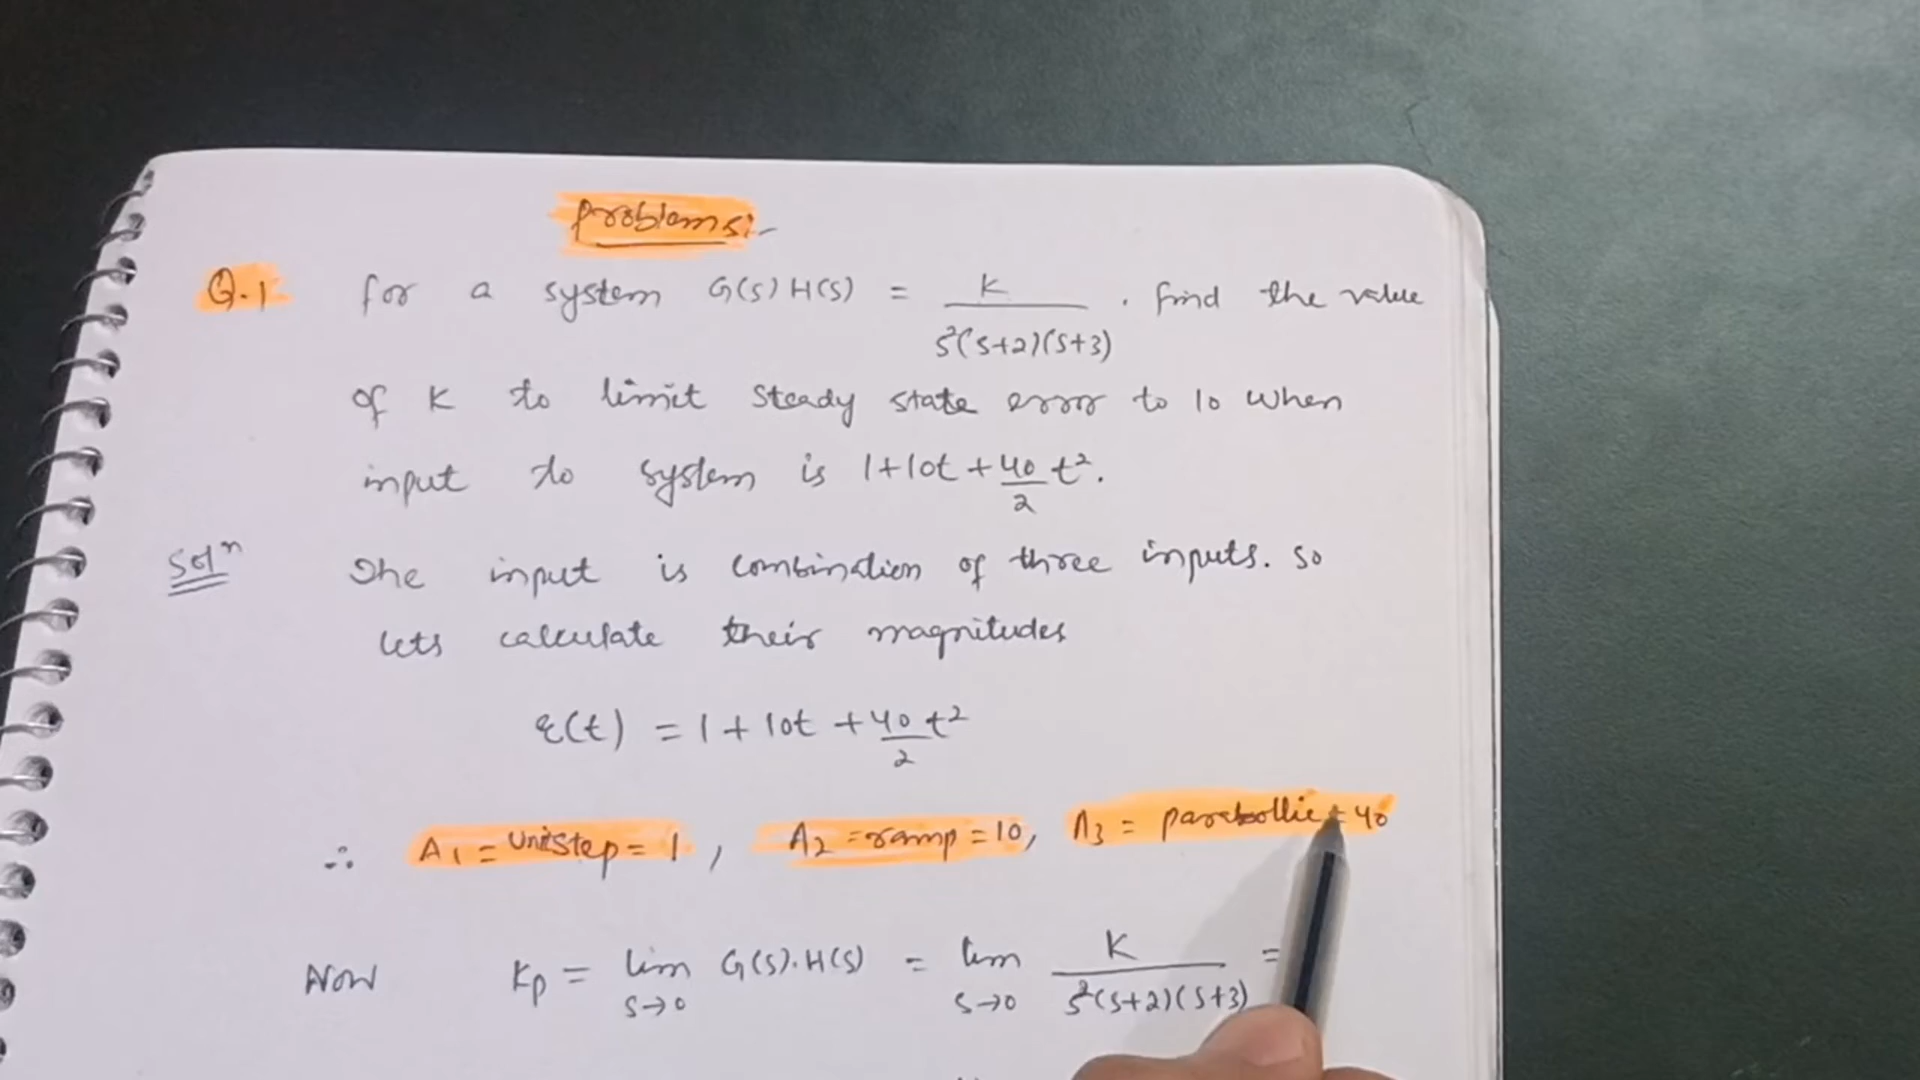 Problems:-
Q.1 for a system G(s)H(s) = K / s²(s+2)(s+3) . find the value
of K to limit steady state error to 10 when
input to system is 1+10t+40/2 t².
Solⁿ The input is combination of three inputs. so
lets calculate their magnitudes
r(t) = 1+10t+40/2 t²
∴ A1 = unit step = 1 , A2 = ramp = 10, A3 = parabollic = 40
Now Kp = lim s→0 G(s).H(s) = lim s→0 K / s²(s+2)(s+3) =